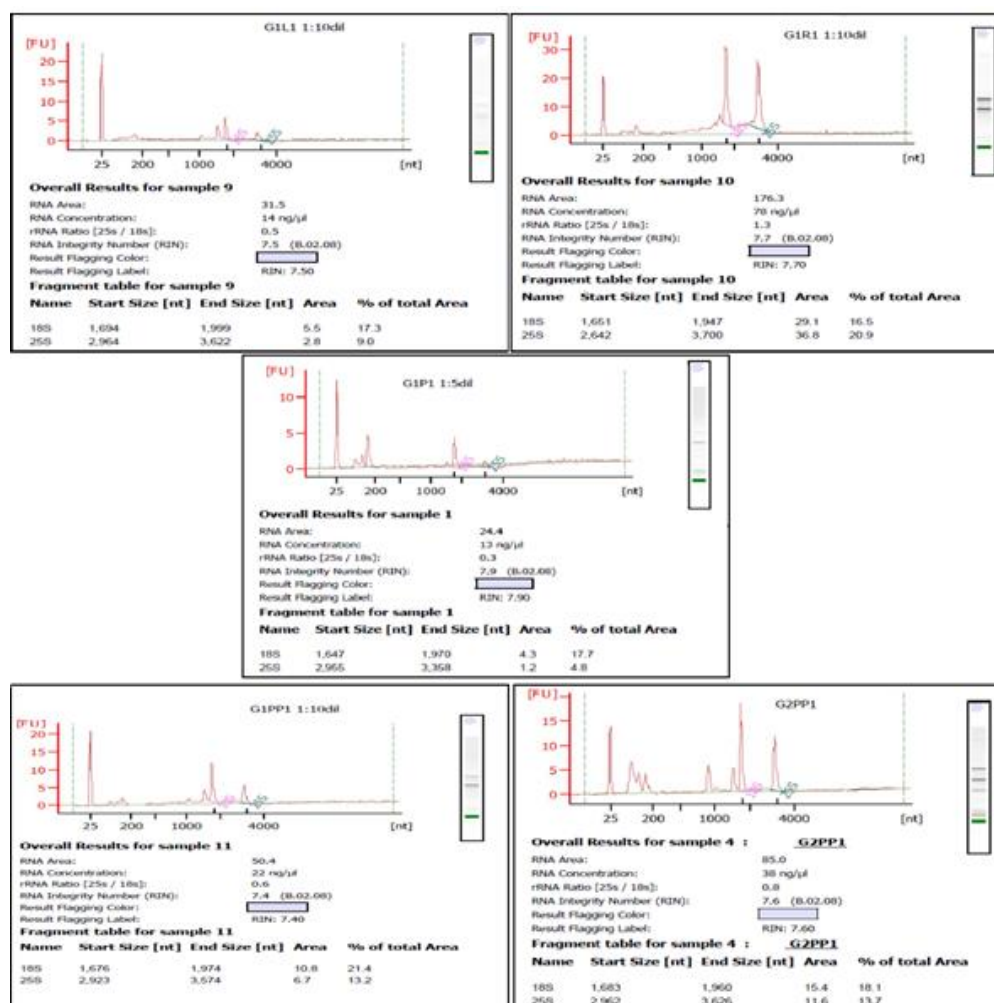 G1L1 1:10dil
[FU]
20
15
10
5
0
25 200 1000 4000 [nt]
Overall Results for sample 9
RNA Area: 31.5
RNA Concentration: 14 ng/µl
rRNA Ratio [25s / 18s]: 0.5
RNA Integrity Number (RIN): 7.5 (B.02.08)
Result Flagging Color:
Result Flagging Label: RIN: 7.50
Fragment table for sample 9
Name Start Size [nt] End Size [nt] Area % of total Area
18S 1,694 1,999 5.5 17.3
25S 2,964 3,622 2.8 9.0
G1R1 1:10dil
[FU]
30
20
10
0
25 200 1000 4000 [nt]
Overall Results for sample 10
RNA Area: 176.3
RNA Concentration: 78 ng/µl
rRNA Ratio [25s / 18s]: 1.3
RNA Integrity Number (RIN): 7.7 (B.02.08)
Result Flagging Color:
Result Flagging Label: RIN: 7.70
Fragment table for sample 10
Name Start Size [nt] End Size [nt] Area % of total Area
18S 1,651 1,947 29.1 16.5
25S 2,642 3,700 36.8 20.9
[FU]
G1P1 1:5dil
10
5
0
25 200 1000 4000 [nt]
Overall Results for sample 1
RNA Area: 24.4
RNA Concentration: 13 ng/µl
rRNA Ratio [25s / 18s]: 0.3
RNA Integrity Number (RIN): 7.9 (B.02.08)
Result Flagging Color:
Result Flagging Label: RIN: 7.90
Fragment table for sample 1
Name Start Size [nt] End Size [nt] Area % of total Area
18S 1,647 1,970 4.3 17.7
25S 2,955 3,358 1.2 4.8
G1PP1 1:10dil
[FU]
20
15
10
5
0
25 200 1000 4000 [nt]
Overall Results for sample 11
RNA Area: 50.4
RNA Concentration: 22 ng/µl
rRNA Ratio [25s / 18s]: 0.6
RNA Integrity Number (RIN): 7.4 (B.02.08)
Result Flagging Color:
Result Flagging Label: RIN: 7.40
Fragment table for sample 11
Name Start Size [nt] End Size [nt] Area % of total Area
18S 1,676 1,974 10.8 21.4
25S 2,923 3,574 6.7 13.2
[FU]
G2PP1
15
10
5
0
25 200 1000 4000 [nt]
Overall Results for sample 4 : G2PP1
RNA Area: 85.0
RNA Concentration: 38 ng/µl
rRNA Ratio [25s / 18s]: 0.8
RNA Integrity Number (RIN): 7.6 (B.02.08)
Result Flagging Color:
Result Flagging Label: RIN: 7.60
Fragment table for sample 4 : G2PP1
Name Start Size [nt] End Size [nt] Area % of total Area
18S 1,683 1,960 15.4 18.1
25S 2,962 3,626 11.6 13.7